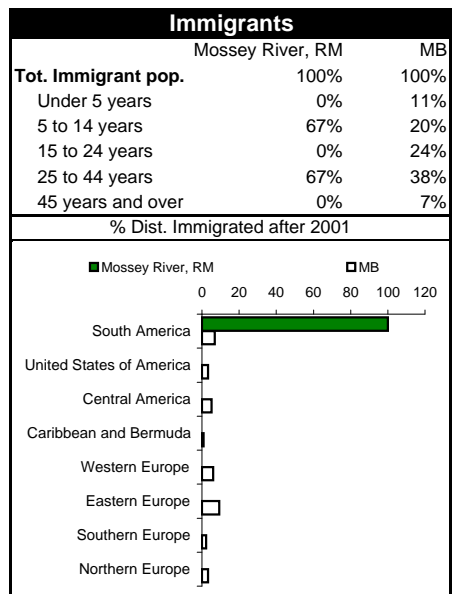 Immigrants
Mossey River, RM MB
Tot. Immigrant pop. 100% 100%
Under 5 years 0% 11%
5 to 14 years 67% 20%
15 to 24 years 0% 24%
25 to 44 years 67% 38%
45 years and over 0% 7%
% Dist. Immigrated after 2001
Mossey River, RM MB
0 20 40 60 80 100 120
South America
United States of America
Central America
Caribbean and Bermuda
Western Europe
Eastern Europe
Southern Europe
Northern Europe